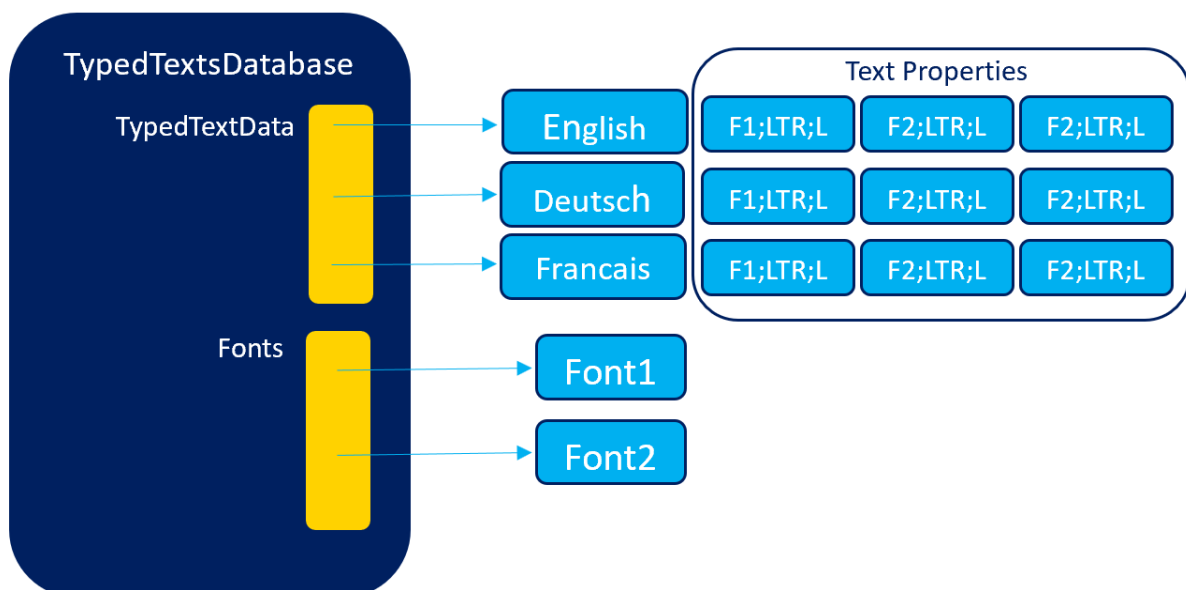 TypedTextsDatabase
Text Properties
TypedTextData
English
F1;LTR;L
F2;LTR;L
F2;LTR;L
Deutsch
F1;LTR;L
F2;LTR;L
F2;LTR;L
Francais
F1;LTR;L
F2;LTR;L
F2;LTR;L
Fonts
Font1
Font2